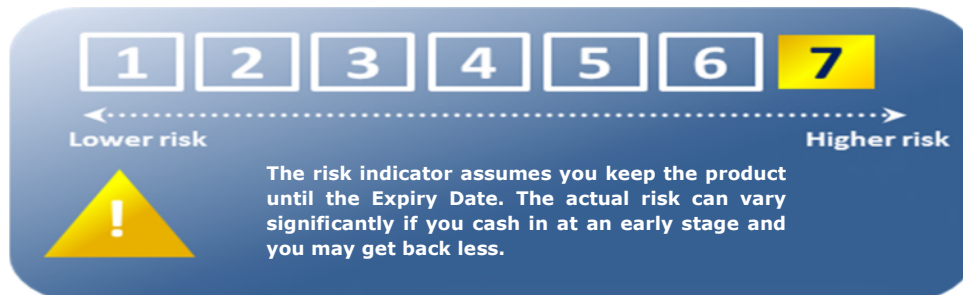 1 2 3 4 5 6 7
Lower risk Higher risk
!
The risk indicator assumes you keep the product
until the Expiry Date. The actual risk can vary
significantly if you cash in at an early stage and
you may get back less.